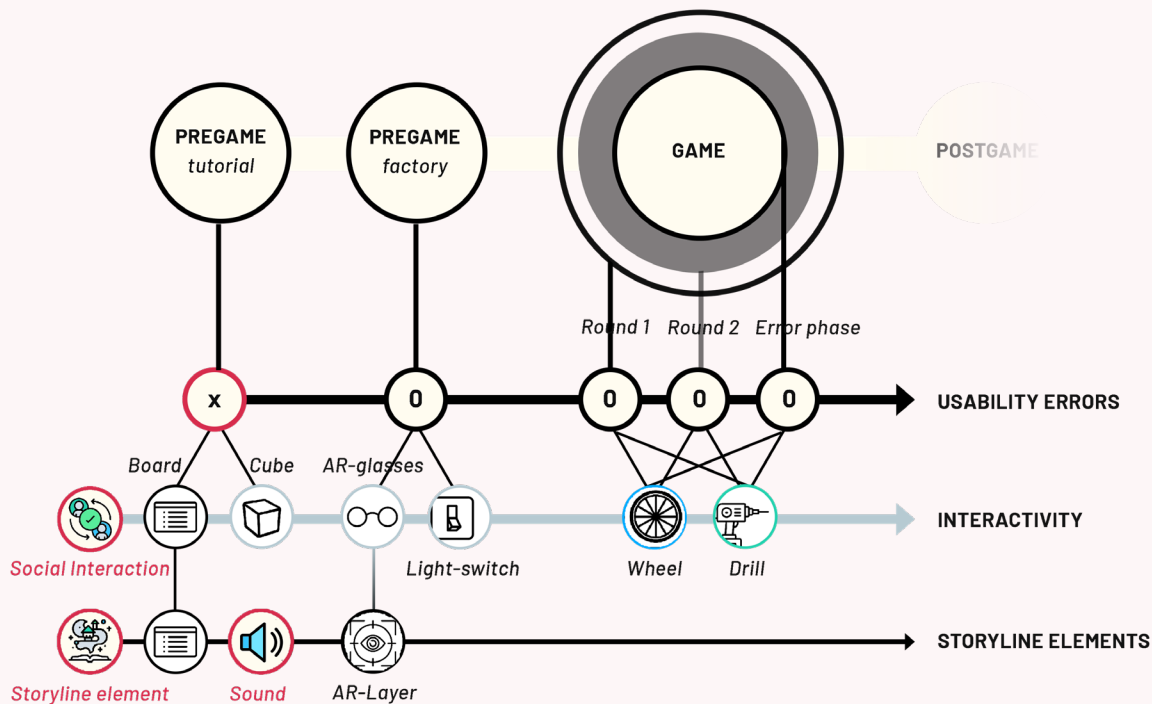 PREGAME
tutorial
PREGAME
factory
GAME
POSTGAME
Round 1
Round 2
Error phase
x
0
0
0
0
USABILITY ERRORS
Board
Cube
AR-glasses
INTERACTIVITY
Social Interaction
Light-switch
Wheel
Drill
STORYLINE ELEMENTS
Storyline element
Sound
AR-Layer